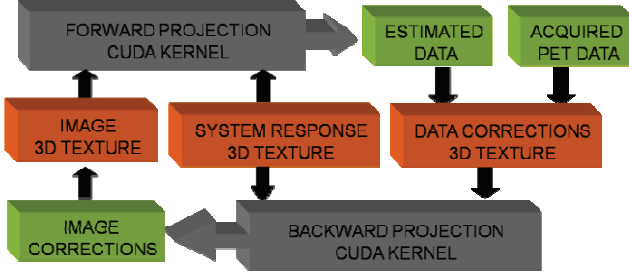 FORWARD PROJECTION
CUDA KERNEL
ESTIMATED
DATA
ACQUIRED
PET DATA
IMAGE
3D TEXTURE
SYSTEM RESPONSE
3D TEXTURE
DATA CORRECTIONS
3D TEXTURE
IMAGE
CORRECTIONS
BACKWARD PROJECTION
CUDA KERNEL